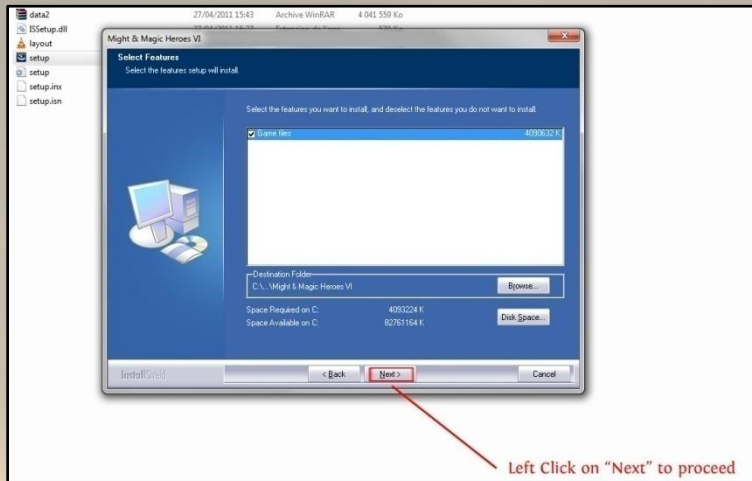 data2 27/04/2011 15:43 Archive WinRAR 4 041 559 Ko
ISSetup.dll
layout
setup
setup
setup.inx
setup.isn
Might & Magic Heroes VI
Select Features
Select the features setup will install.
Select the features you want to install, and deselect the features you do not want to install.
Game files 4090632 K
Destination Folder
C:\...\Might & Magic Heroes VI
Browse...
Space Required on C: 4093224 K
Space Available on C: 82761164 K
Disk Space...
InstallShield
< Back
Next >
Cancel
Left Click on “Next” to proceed